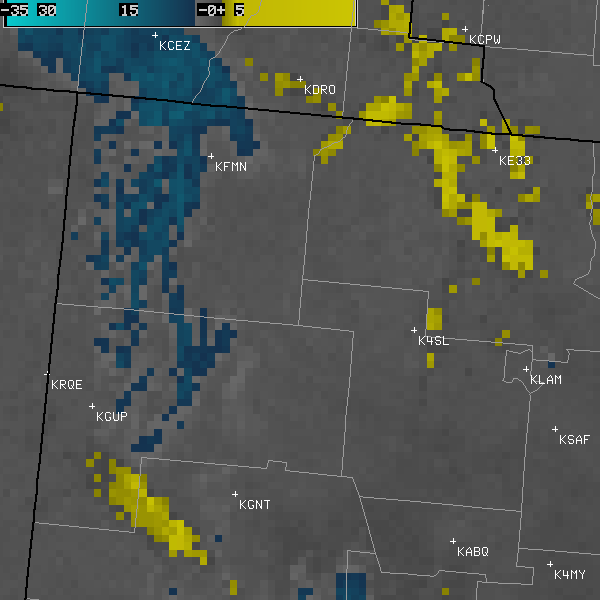 -35 30 15 -0+ 5
KCEZ
KCPW
KDRO
KFMN
KE33
K4SL
KLAM
KRQE
KGUP
KSAF
KGNT
KABQ
K4MY